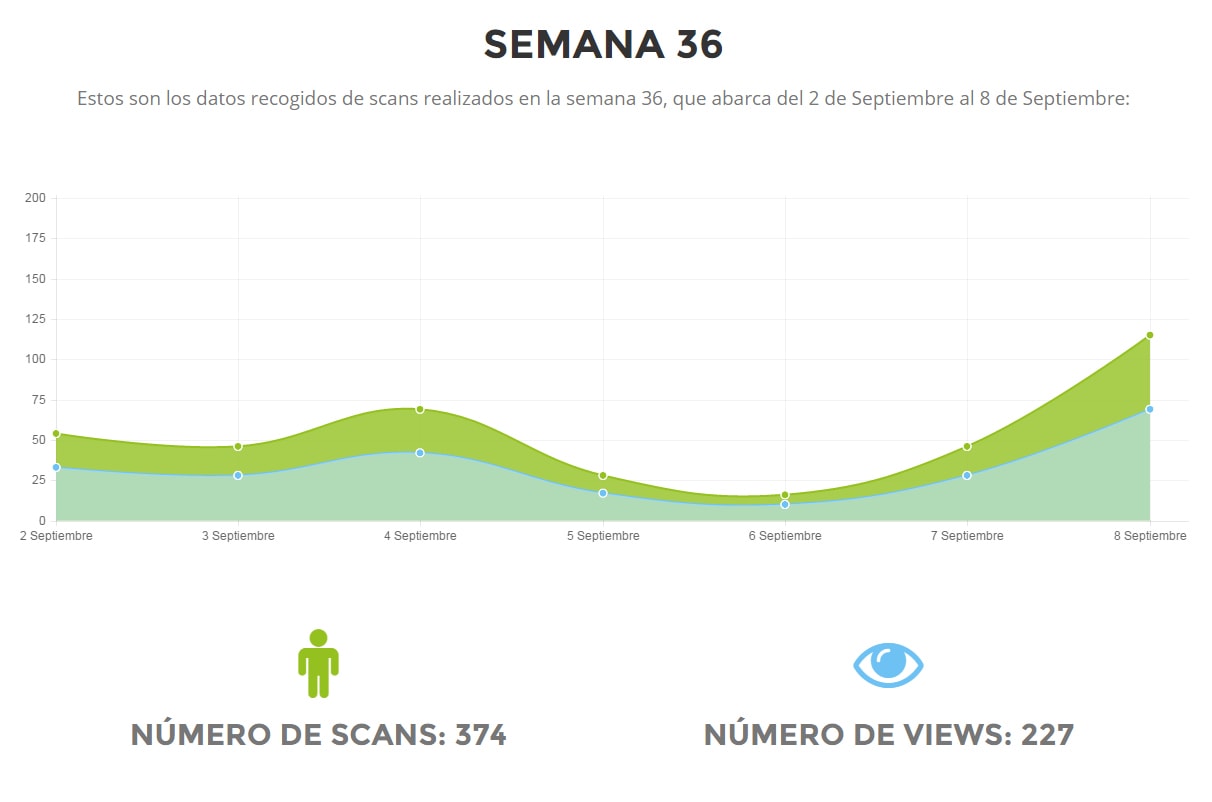 SEMANA 36
Estos son los datos recogidos de scans realizados en la semana 36, que abarca del 2 de Septiembre al 8 de Septiembre:
200
175
150
125
100
75
50
25
0
2 Septiembre 3 Septiembre 4 Septiembre 5 Septiembre 6 Septiembre 7 Septiembre 8 Septiembre
NÚMERO DE SCANS: 374 NÚMERO DE VIEWS: 227